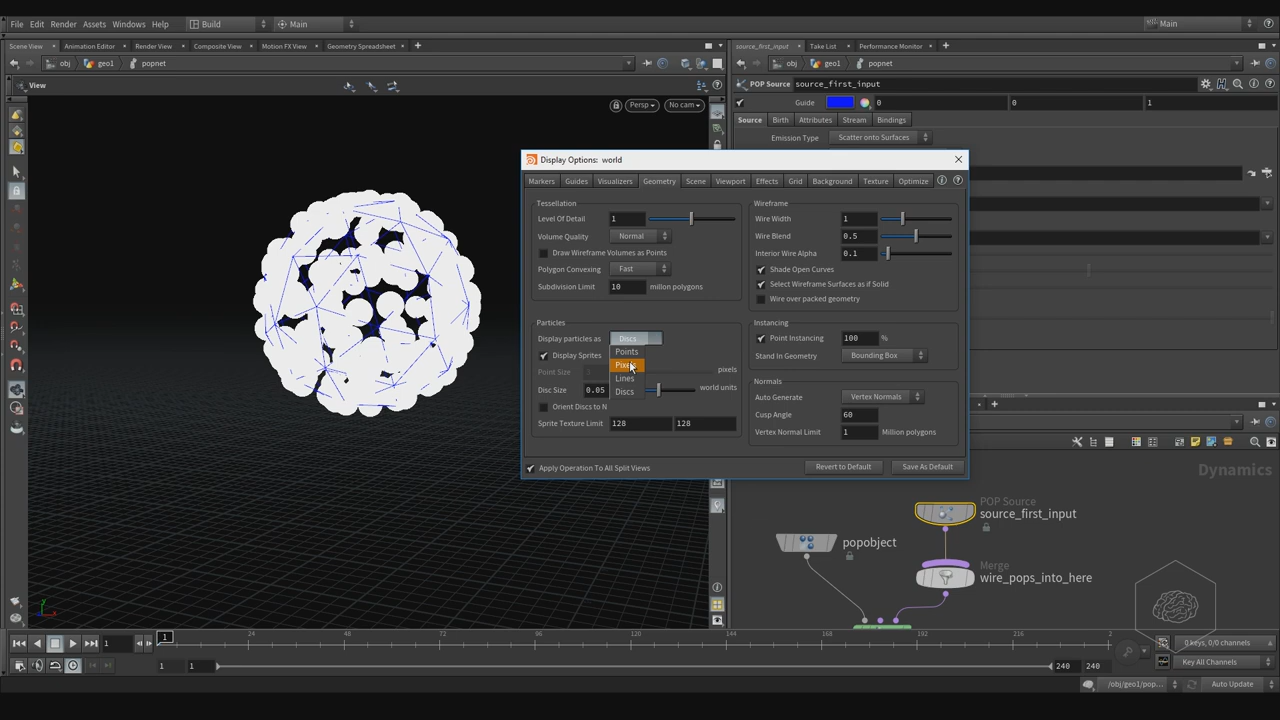 File Edit Render Assets Windows Help Build Main Main
Scene View Animation Editor Render View Composite View Motion FX View Geometry Spreadsheet
source_first_input Take List Performance Monitor
obj geo1 popnet
obj geo1 popnet
View
POP Source source_first_input
Persp No cam
Guide 0 0 1
Source Birth Attributes Stream Bindings
Emission Type Scatter onto Surfaces
Display Options: world
Markers Guides Visualizers Geometry Scene Viewport Effects Grid Background Texture Optimize
Tessellation
Level Of Detail 1
Volume Quality Normal
Draw Wireframe Volumes as Points
Polygon Convexing Fast
Subdivision Limit 10 millon polygons
Wireframe
Wire Width 1
Wire Blend 0.5
Interior Wire Alpha 0.1
Shade Open Curves
Select Wireframe Surfaces as if Solid
Wire over packed geometry
Particles
Display particles as Discs
Points
Pixels
Lines
Discs
Display Sprites
Point Size pixels
Disc Size 0.05 world units
Orient Discs to N
Sprite Texture Limit 128 128
Instancing
Point Instancing 100 %
Stand In Geometry Bounding Box
Normals
Auto Generate Vertex Normals
Cusp Angle 60
Vertex Normal Limit 1 Million polygons
Apply Operation To All Split Views
Revert to Default Save As Default
Dynamics
POP Source
source_first_input
popobject
Merge
wire_pops_into_here
1 1 24 48 72 96 120 144 168 192 216 2
0 keys, 0/0 channels
1 1 240 240 Key All Channels
/obj/geo1/pop... Auto Update